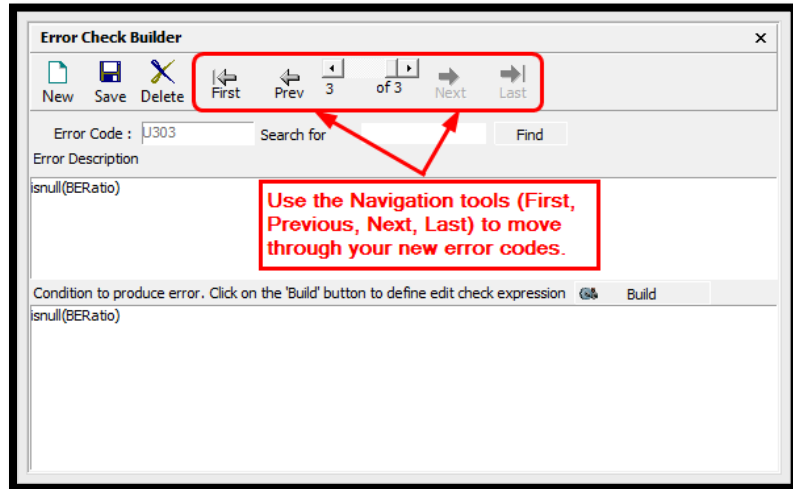 Error Check Builder
New Save Delete First Prev 3 of 3 Next Last
Error Code : U303 Search for Find
Error Description
isnull(BERatio)
Use the Navigation tools (First,
Previous, Next, Last) to move
through your new error codes.
Condition to produce error. Click on the 'Build' button to define edit check expression Build
isnull(BERatio)